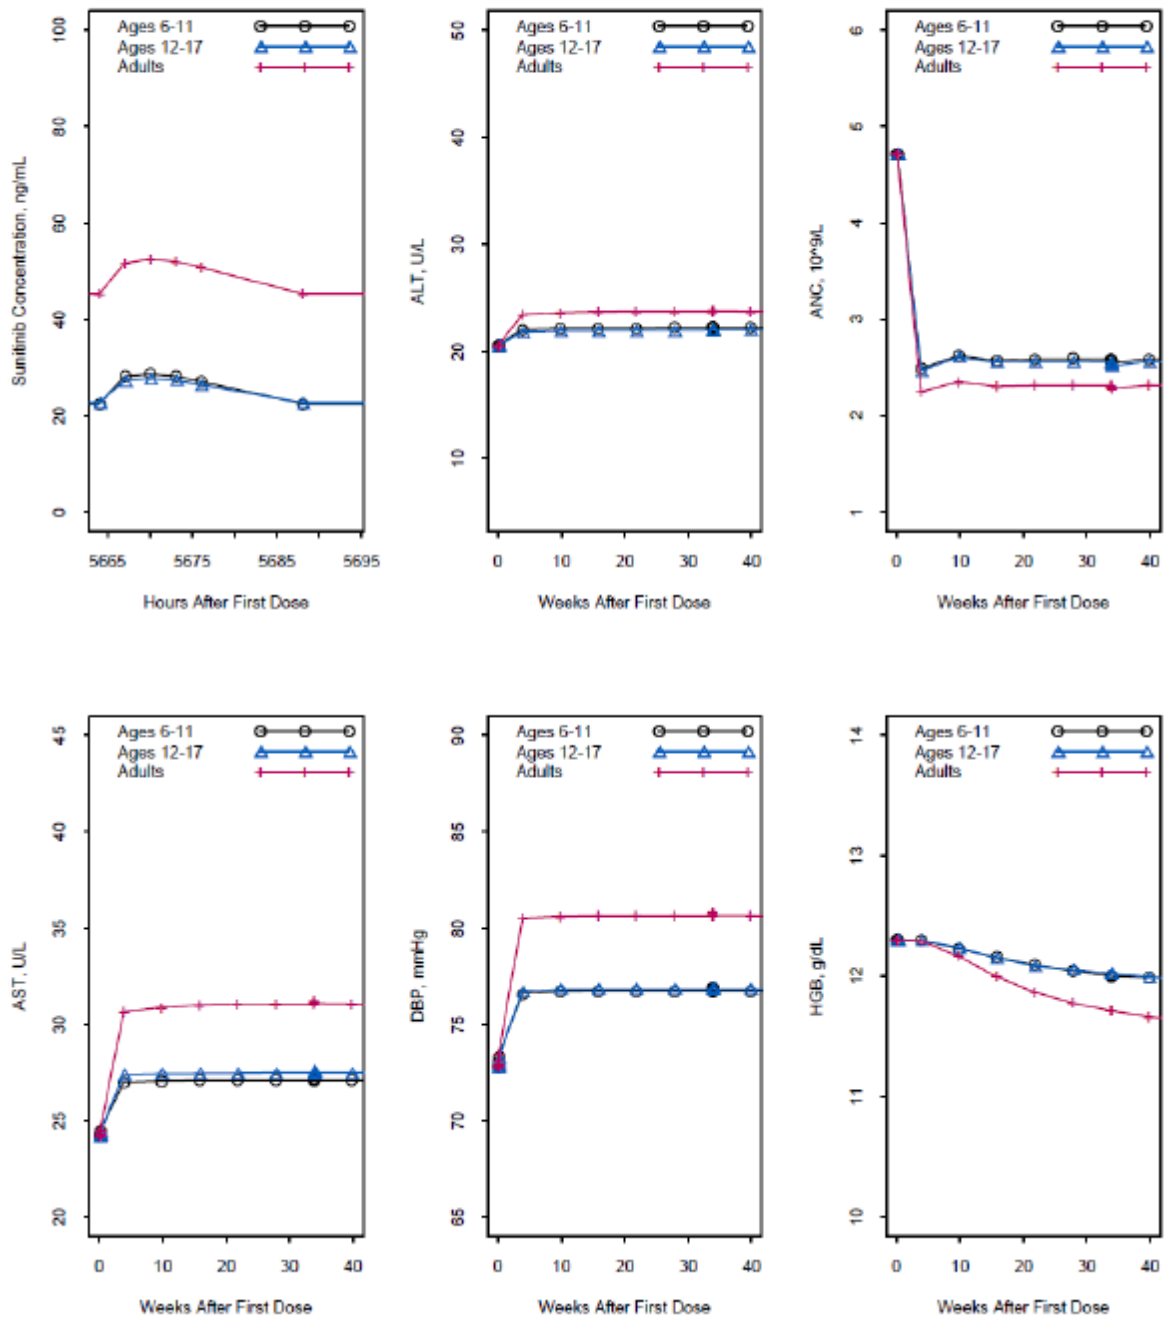 Ages 6-11
Ages 12-17
Adults
100
80
60
40
20
0
Sunitinib Concentration, ng/mL
5665 5675 5685 5695
Hours After First Dose
Ages 6-11
Ages 12-17
Adults
50
40
30
20
10
ALT, U/L
0 10 20 30 40
Weeks After First Dose
Ages 6-11
Ages 12-17
Adults
6
5
4
3
2
1
ANC, 10^9/L
0 10 20 30 40
Weeks After First Dose
Ages 6-11
Ages 12-17
Adults
45
40
35
30
25
20
AST, U/L
0 10 20 30 40
Weeks After First Dose
Ages 6-11
Ages 12-17
Adults
90
85
80
75
70
65
DBP, mmHg
0 10 20 30 40
Weeks After First Dose
Ages 6-11
Ages 12-17
Adults
14
13
12
11
10
HGB, g/dL
0 10 20 30 40
Weeks After First Dose